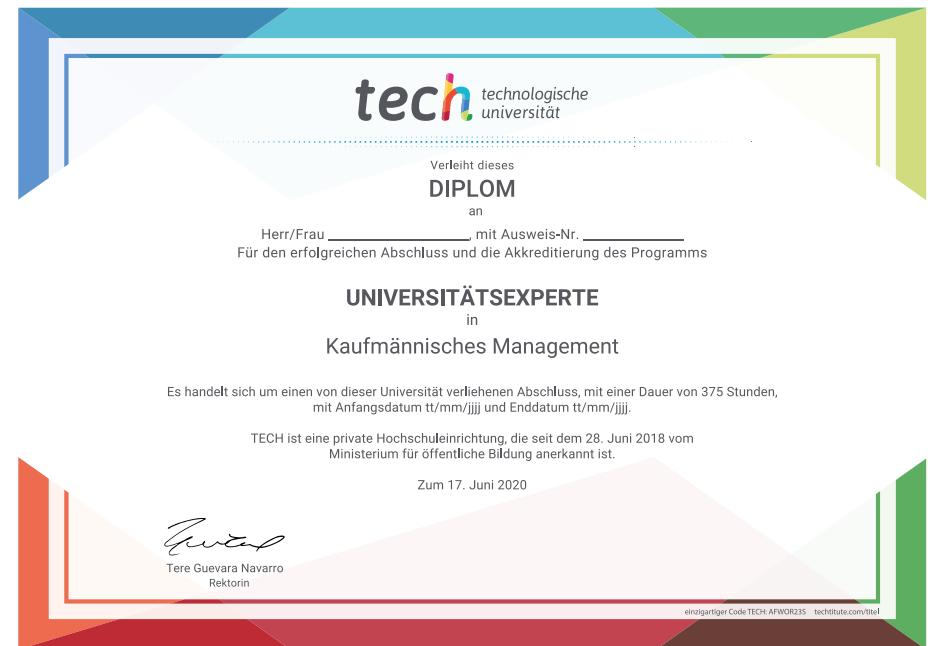 tech technologische
universität
Verleiht dieses
DIPLOM
an
Herr/Frau ____________________, mit Ausweis-Nr. ______________
Für den erfolgreichen Abschluss und die Akkreditierung des Programms
UNIVERSITÄTSEXPERTE
in
Kaufmännisches Management
Es handelt sich um einen von dieser Universität verliehenen Abschluss, mit einer Dauer von 375 Stunden,
mit Anfangsdatum tt/mm/jjjj und Enddatum tt/mm/jjjj.
TECH ist eine private Hochschuleinrichtung, die seit dem 28. Juni 2018 vom
Ministerium für öffentliche Bildung anerkannt ist.
Zum 17. Juni 2020
Tere Guevara Navarro
Rektorin
einzigartiger Code TECH: AFWOR23S techtitute.com/titel